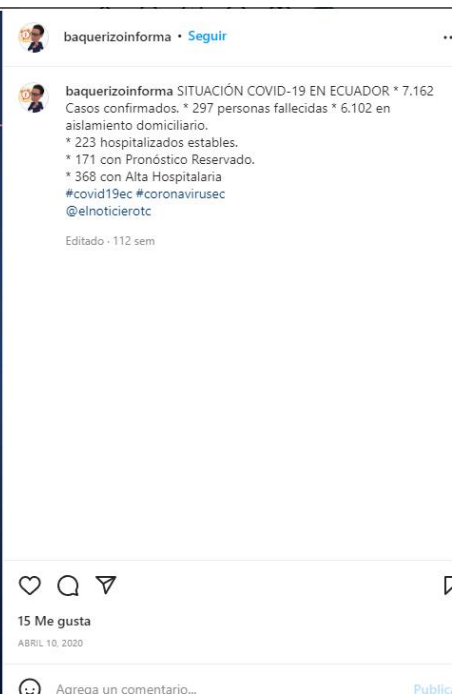 baquerizoinforma • Seguir
baquerizoinforma SITUACIÓN COVID-19 EN ECUADOR * 7.162
Casos confirmados. * 297 personas fallecidas * 6.102 en
aislamiento domiciliario.
* 223 hospitalizados estables.
* 171 con Pronóstico Reservado.
* 368 con Alta Hospitalaria
#covid19ec #coronavirusec
@elnoticierotc
Editado · 112 sem
15 Me gusta
ABRIL 10, 2020
Agrega un comentario...